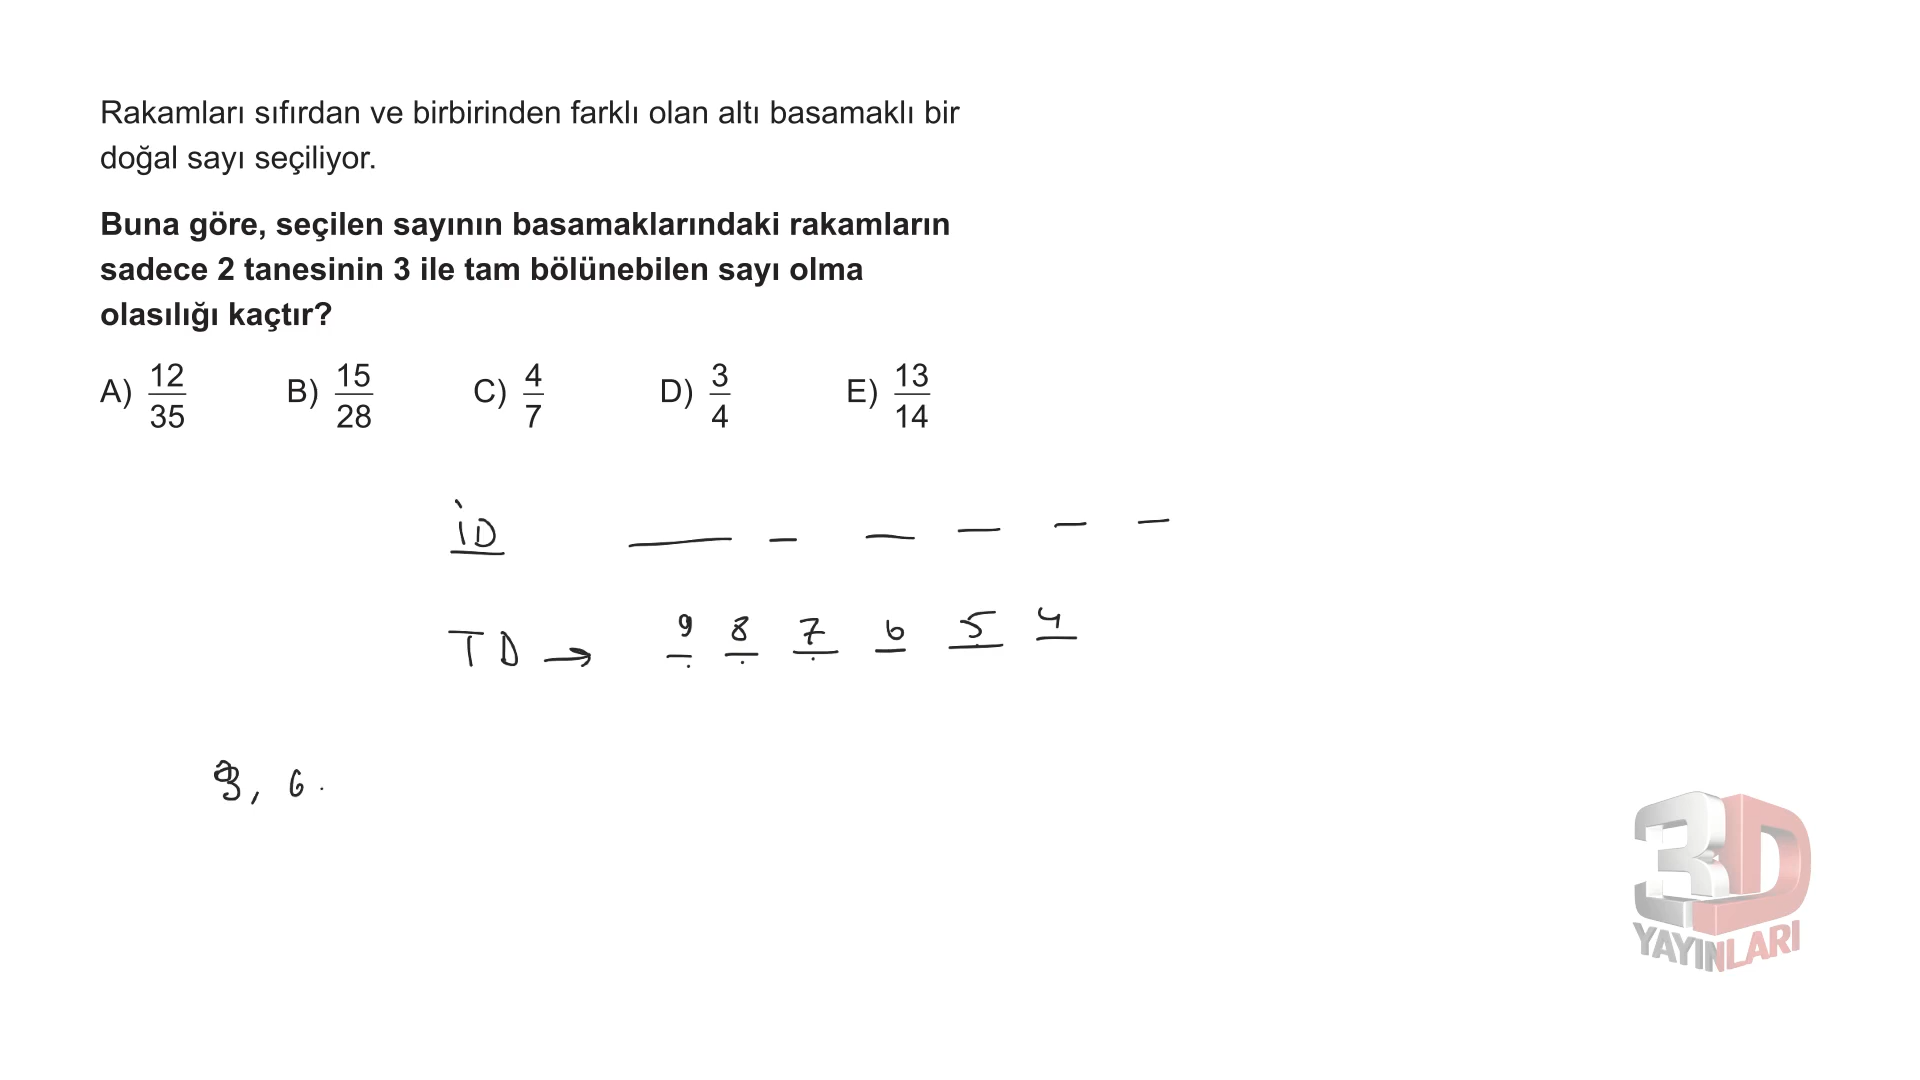 Rakamları sıfırdan ve birbirinden farklı olan altı basamaklı bir
doğal sayı seçiliyor.
Buna göre, seçilen sayının basamaklarındaki rakamların
sadece 2 tanesinin 3 ile tam bölünebilen sayı olma
olasılığı kaçtır?
A) 12/35 B) 15/28 C) 4/7 D) 3/4 E) 13/14
İD
TD → 9 8 7 6 5 4
3, 6
3D
YAYINLARI